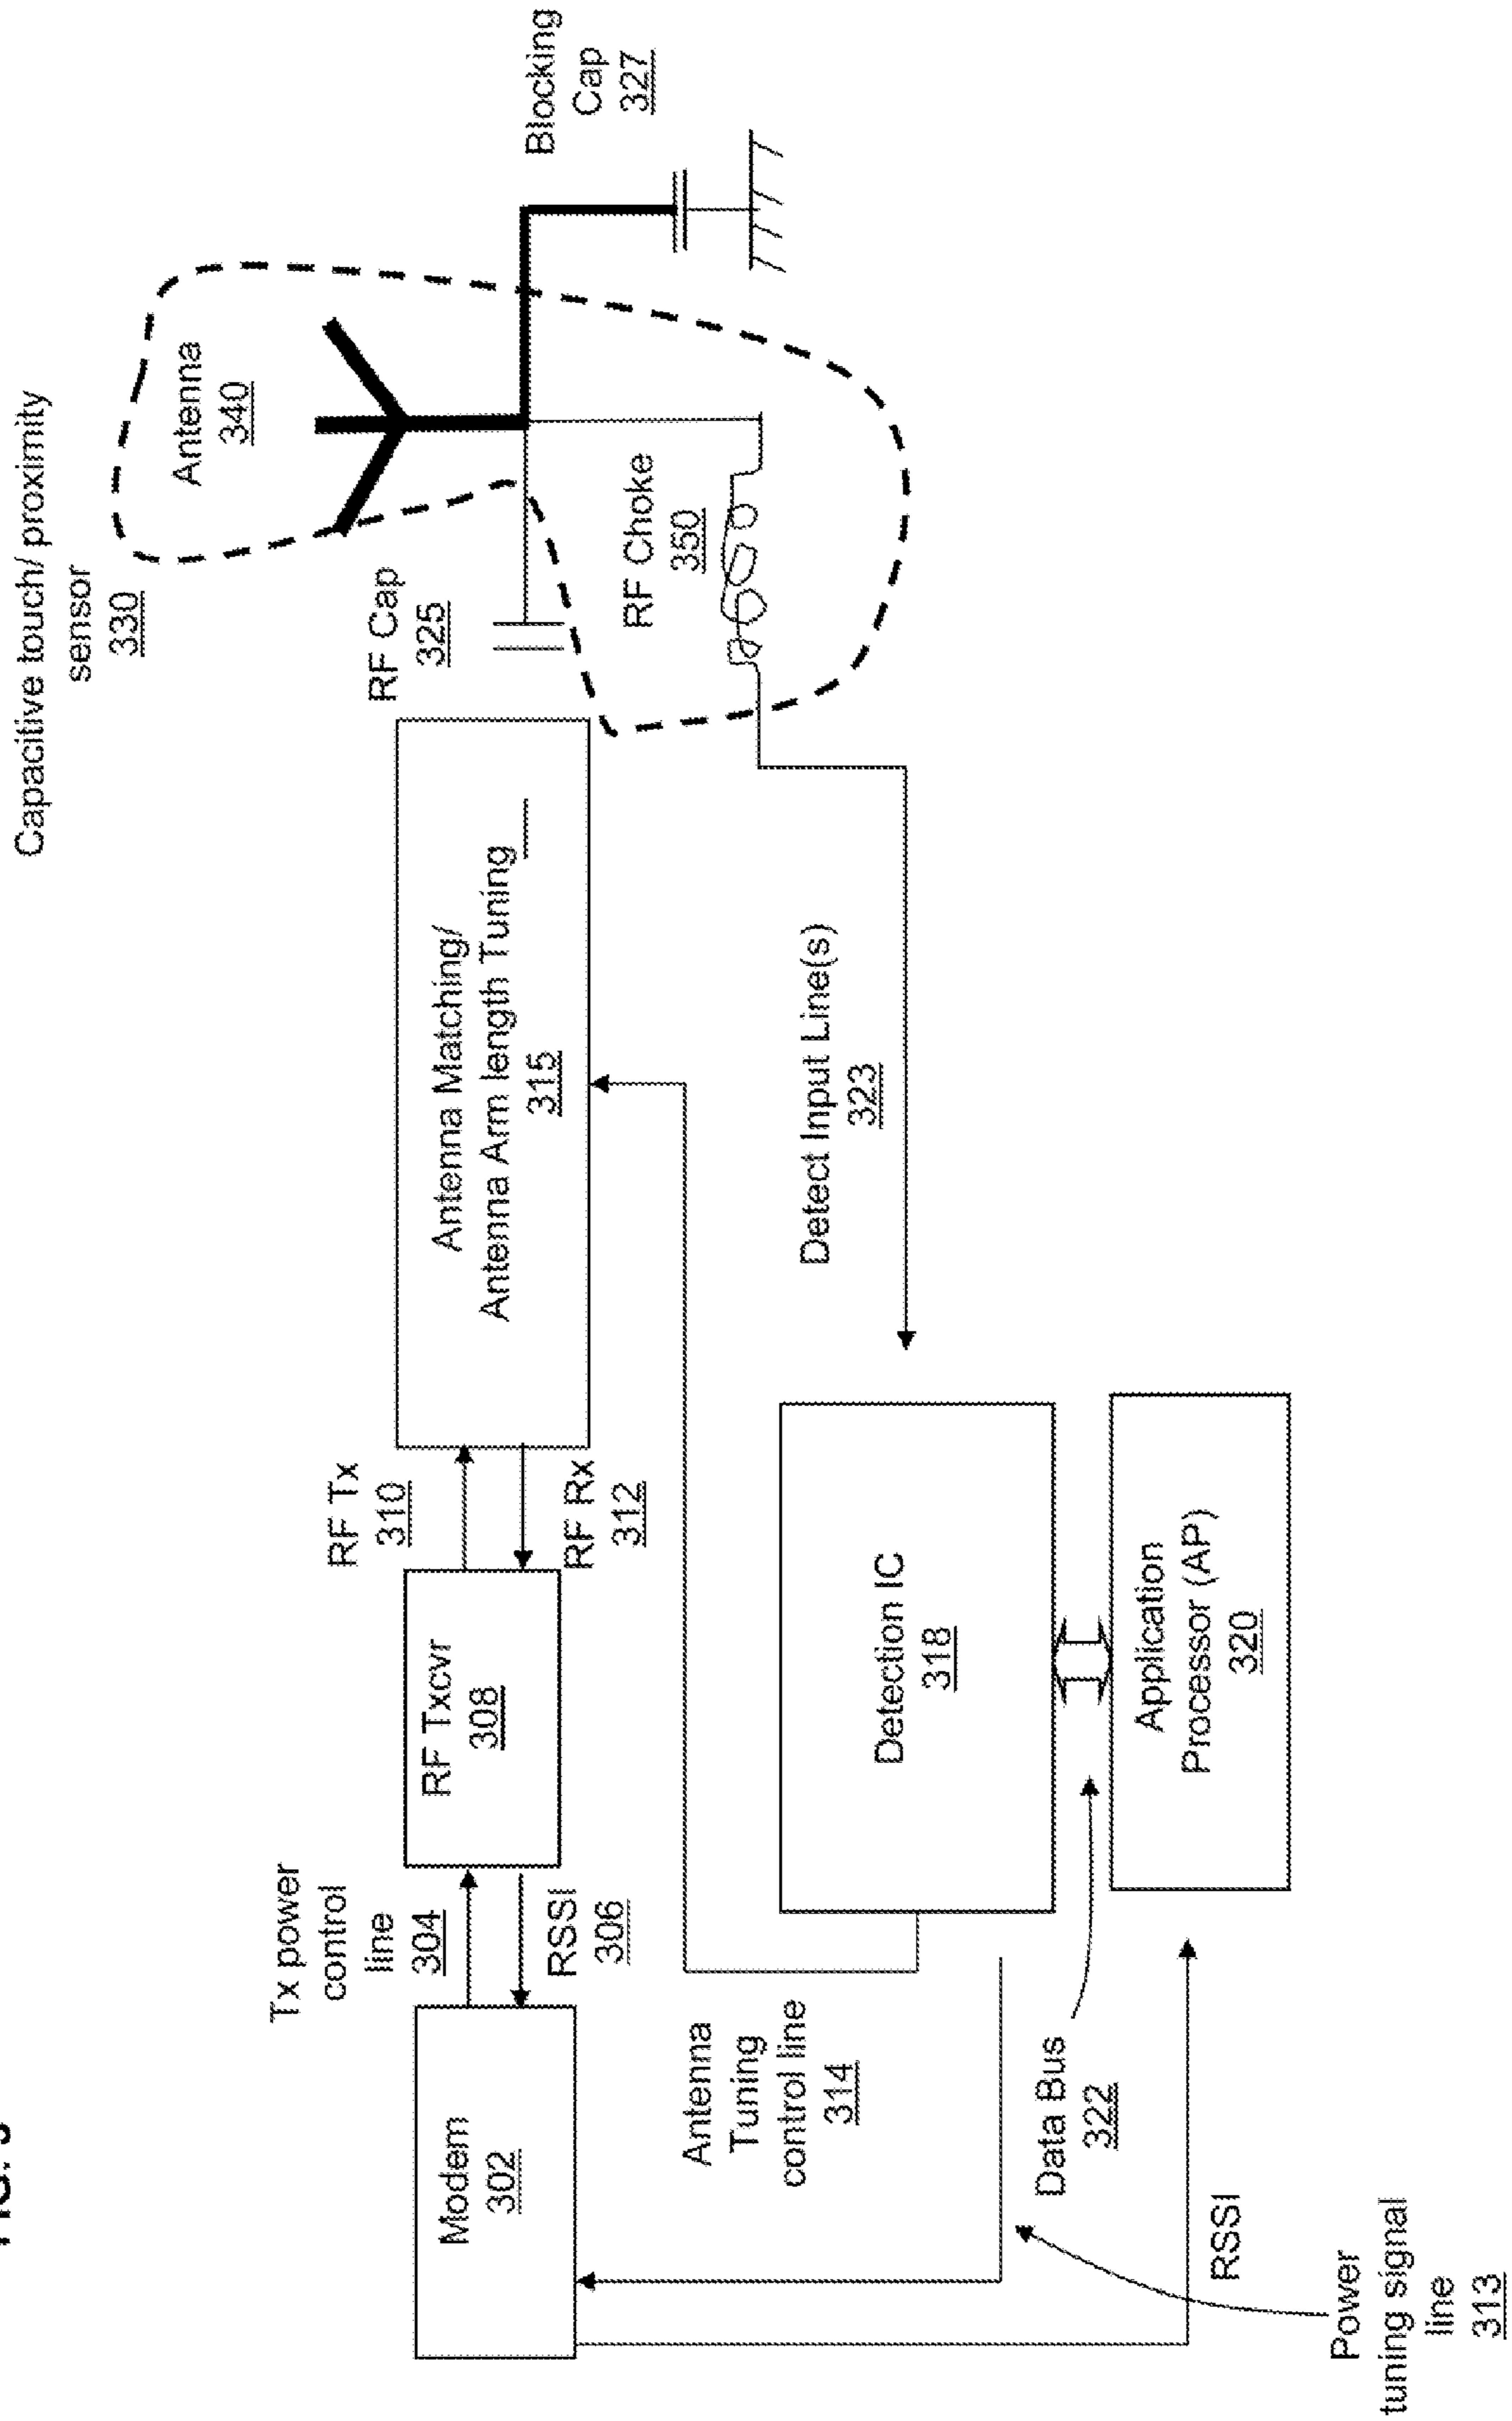 Capacitive touch/ proximity
sensor
330
Antenna
340
Blocking
Cap
327
RF Cap
325
RF Choke
350
Antenna Matching/
Antenna Arm length Tuning
315
RF Tx
310
RF Rx
312
RF Txcvr
308
Tx power
control
line
304
RSSI
306
Modem
302
Detect Input Line(s)
323
Detection IC
318
Application
Processor (AP)
320
Antenna
Tuning
control line
314
Data Bus
322
RSSI
Power
tuning signal
line
313